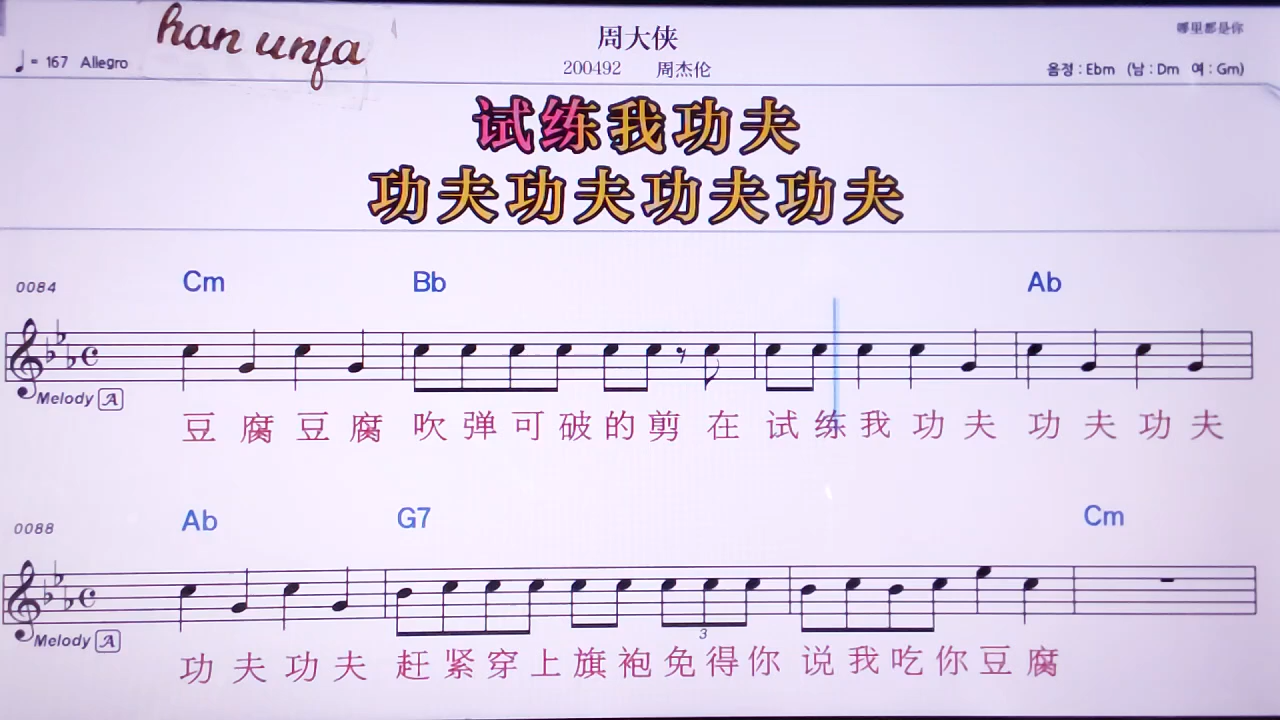 han unfa
周大侠
哪里都是你
♩= 167 Allegro
200492 周杰伦
음정 : Ebm (남 : Dm 여 : Gm)
试练我功夫
功夫功夫功夫功夫
0084
Cm Bb Ab
Melody A
豆腐豆腐吹弹可破的剪在试练我功夫功夫功夫
0088
Ab G7 Cm
3
Melody A
功夫功夫赶紧穿上旗袍免得你说我吃你豆腐